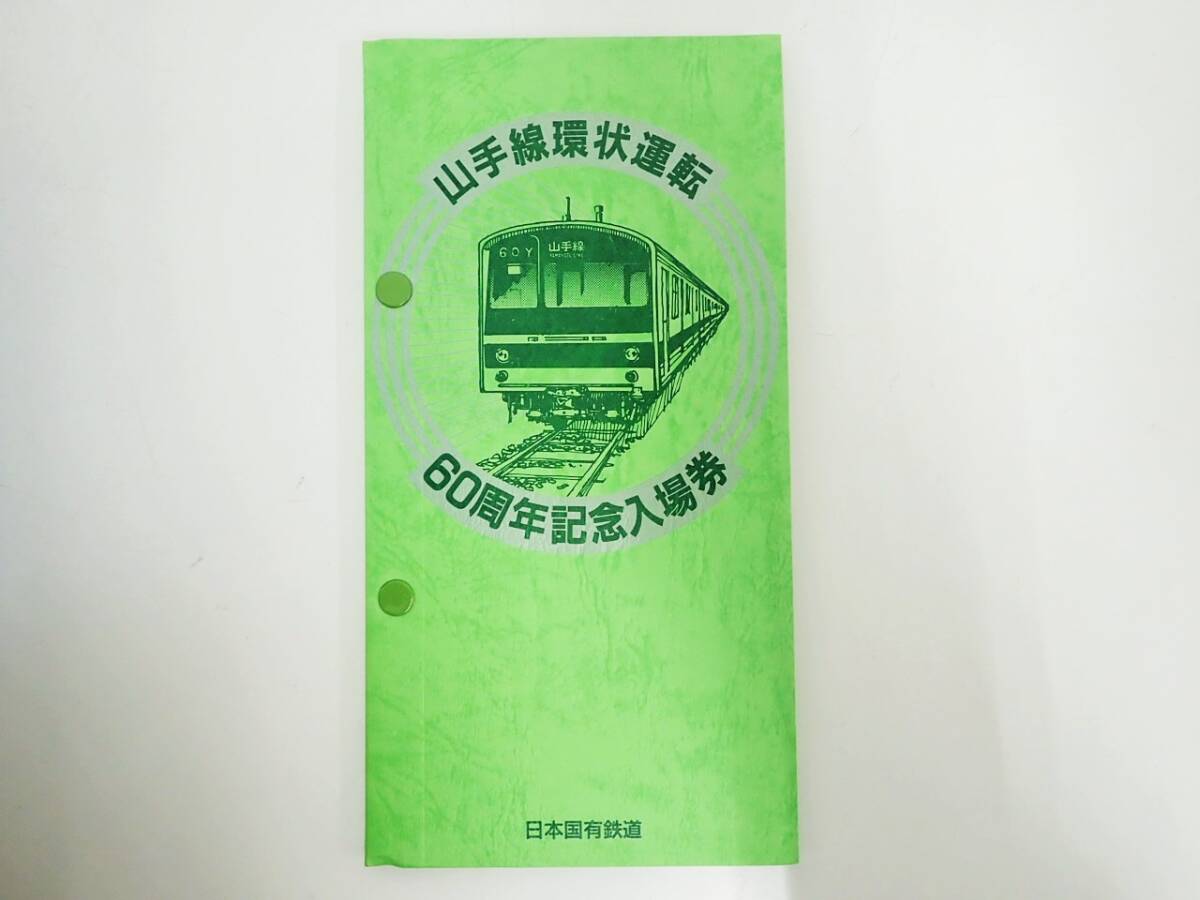 山手線環状運転
60Y
山手線
60周年記念入場券
日本国有鉄道